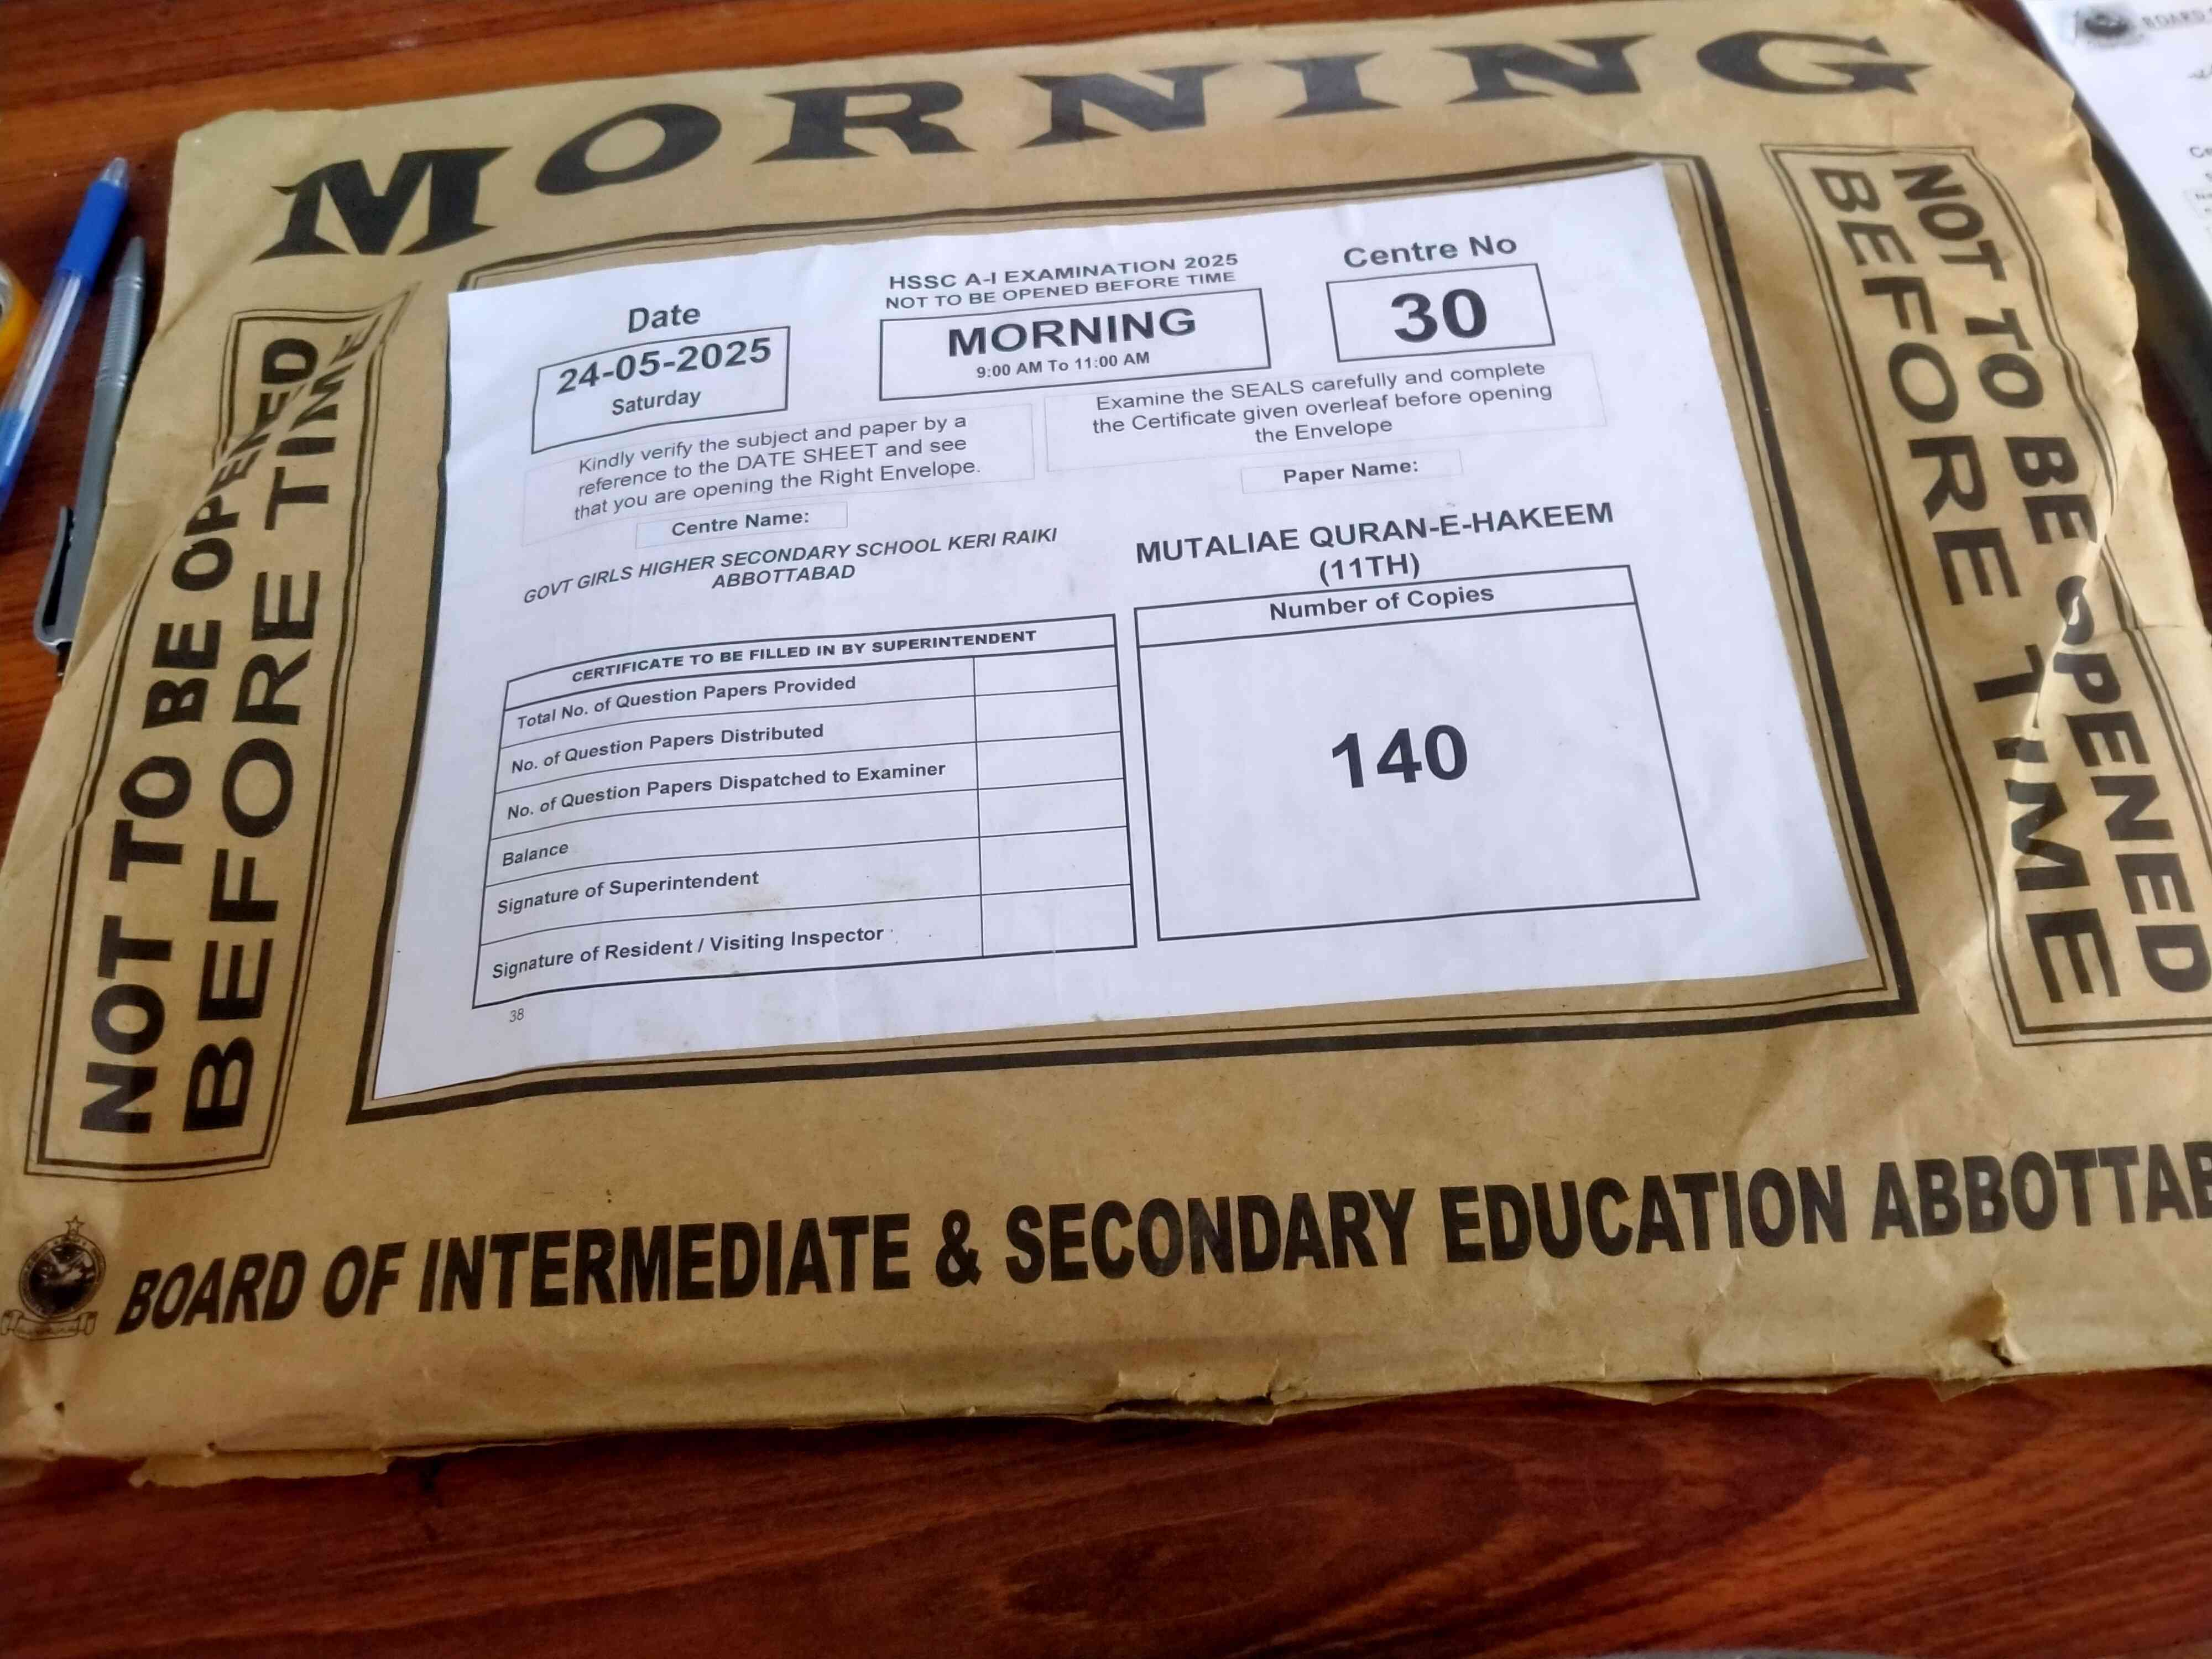 MORNING
NOT TO BE OPENED
BEFORE TIME
Date
24-05-2025
Saturday
HSSC A-I EXAMINATION 2025
NOT TO BE OPENED BEFORE TIME
MORNING
9:00 AM To 11:00 AM
Centre No
30
Kindly verify the subject and paper by a
reference to the DATE SHEET and see
that you are opening the Right Envelope.
Examine the SEALS carefully and complete
the Certificate given overleaf before opening
the Envelope
Centre Name:
GOVT GIRLS HIGHER SECONDARY SCHOOL KERI RAIKI
ABBOTTABAD
Paper Name:
MUTALIAE QURAN-E-HAKEEM
(11TH)
CERTIFICATE TO BE FILLED IN BY SUPERINTENDENT
Total No. of Question Papers Provided
No. of Question Papers Distributed
No. of Question Papers Dispatched to Examiner
Balance
Signature of Superintendent
Signature of Resident / Visiting Inspector
Number of Copies
140
38
NOT TO BE OPENED
BEFORE TIME
BOARD OF INTERMEDIATE & SECONDARY EDUCATION ABBOTTAB
BOARD